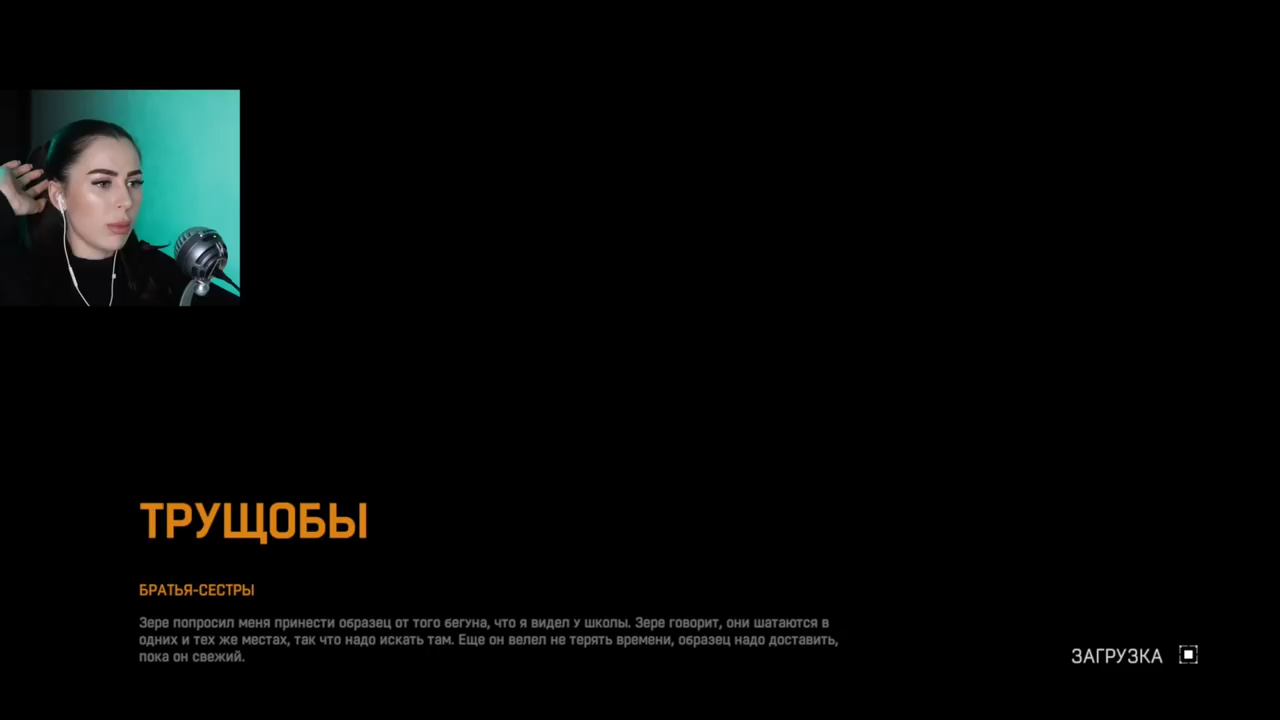 ТРУЩОБЫ
БРАТЬЯ-СЕСТРЫ
Зере попросил меня принести образец от того бегуна, что я видел у школы. Зере говорит, они шатаются в
одних и тех же местах, так что надо искать там. Еще он велел не терять времени, образец надо доставить,
пока он свежий.
ЗАГРУЗКА